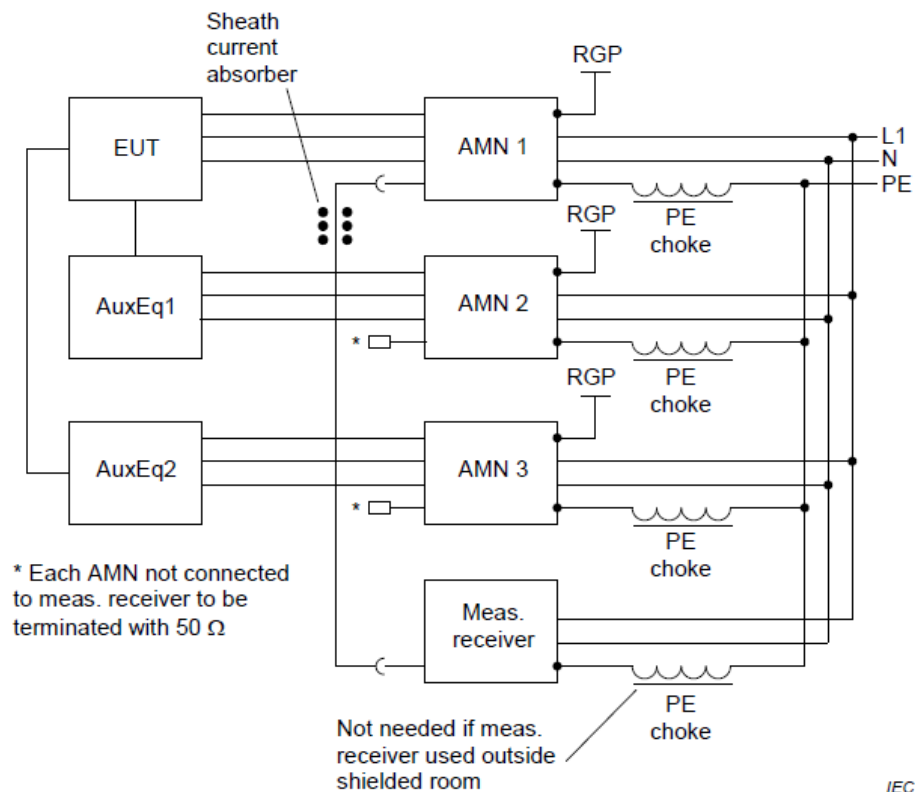 Sheath
current
absorber
RGP
EUT
AMN 1
L1
N
PE
PE
choke
RGP
AuxEq1
AMN 2
*
PE
choke
RGP
AuxEq2
AMN 3
*
PE
choke
* Each AMN not connected
to meas. receiver to be
terminated with 50 Ω
Meas.
receiver
PE
choke
Not needed if meas.
receiver used outside
shielded room
IEC